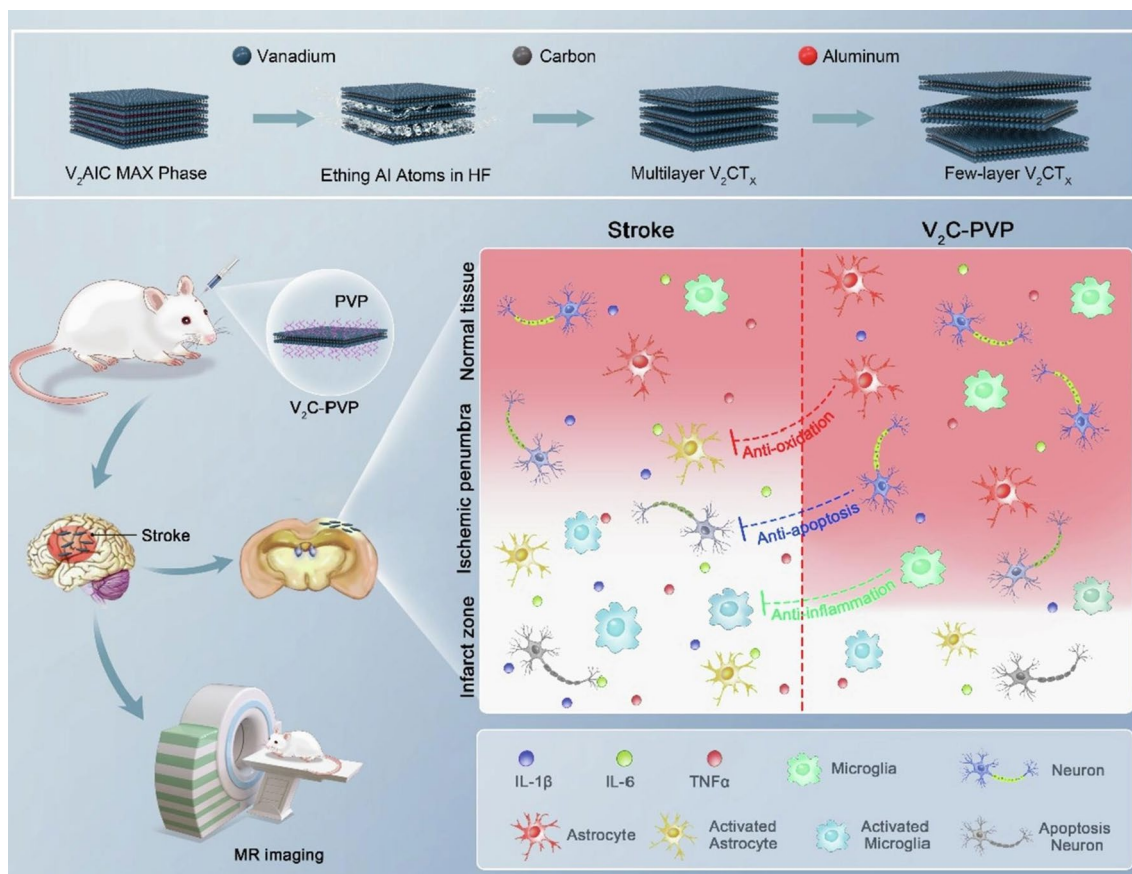 Vanadium
Carbon
Aluminum
V₂AlC MAX Phase
Ething Al Atoms in HF
Multilayer V₂CTₓ
Few-layer V₂CTₓ
PVP
V₂C-PVP
Stroke
MR imaging
Stroke
V₂C-PVP
Normal tissue
Ischemic penumbra
Infarct zone
Anti-oxidation
Anti-apoptosis
Anti-inflammation
IL-1β
IL-6
TNFα
Microglia
Neuron
Astrocyte
Activated
Astrocyte
Activated
Microglia
Apoptosis
Neuron